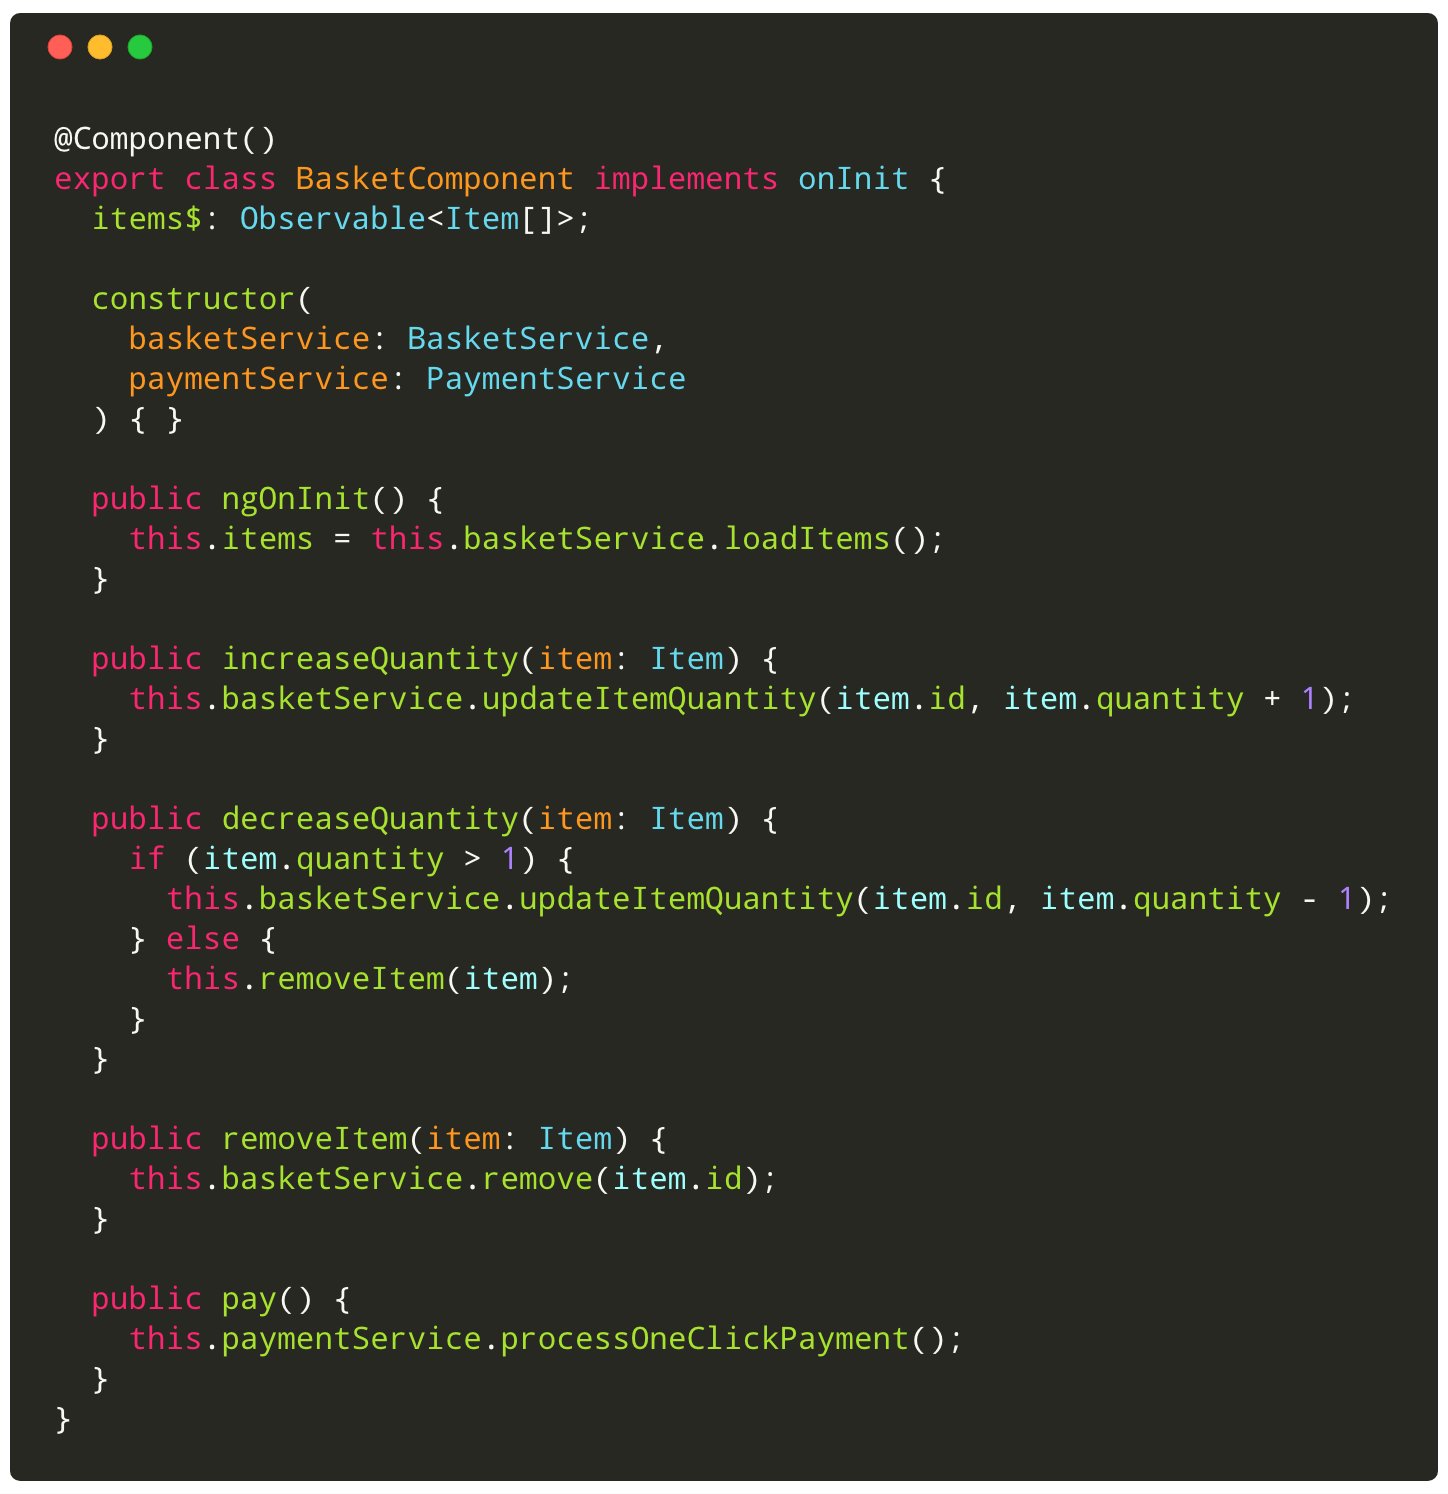 @Component()
export class BasketComponent implements onInit {
  items$: Observable<Item[]>;

  constructor(
    basketService: BasketService,
    paymentService: PaymentService
  ) { }

  public ngOnInit() {
    this.items = this.basketService.loadItems();
  }

  public increaseQuantity(item: Item) {
    this.basketService.updateItemQuantity(item.id, item.quantity + 1);
  }

  public decreaseQuantity(item: Item) {
    if (item.quantity > 1) {
      this.basketService.updateItemQuantity(item.id, item.quantity - 1);
    } else {
      this.removeItem(item);
    }
  }

  public removeItem(item: Item) {
    this.basketService.remove(item.id);
  }

  public pay() {
    this.paymentService.processOneClickPayment();
  }
}